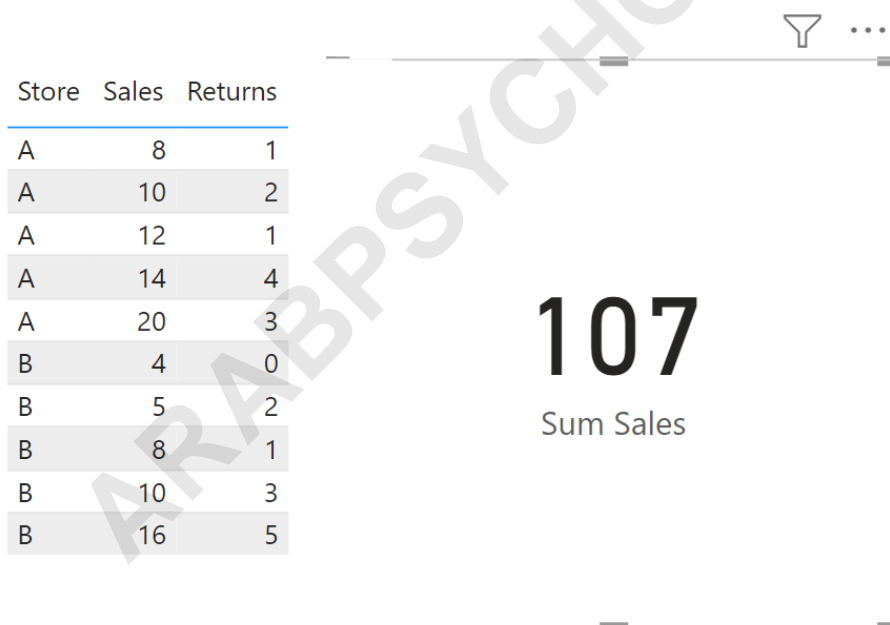 Store Sales Returns
A 8 1
A 10 2
A 12 1
A 14 4
A 20 3
B 4 0
B 5 2
B 8 1
B 10 3
B 16 5
107
Sum Sales
ARABPSYCHO